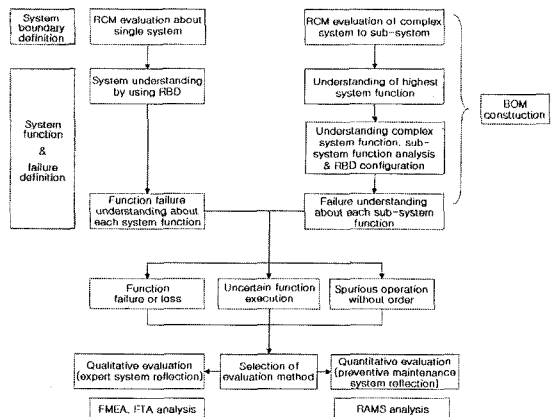 System
boundary
definition
RCM evaluation about
single system
RCM evaluation of complex
system to sub-system
System
function
&
failure
definition
System understanding
by using RBD
Understanding of highest
system function
BOM
construction
Understanding complex
system function, sub-
system function analysis
& RBD configuration
Function failure
understanding about
each system function
Failure understanding
about each sub-system
function
Function
failure or loss
Uncertain function
execution
Spurious operation
without order
Qualitative evaluation
(expert system reflection)
Selection of
evaluation method
Quantitative evaluation
(preventive maintenance
system reflection)
FMEA, FTA analysis
RAMS analysis